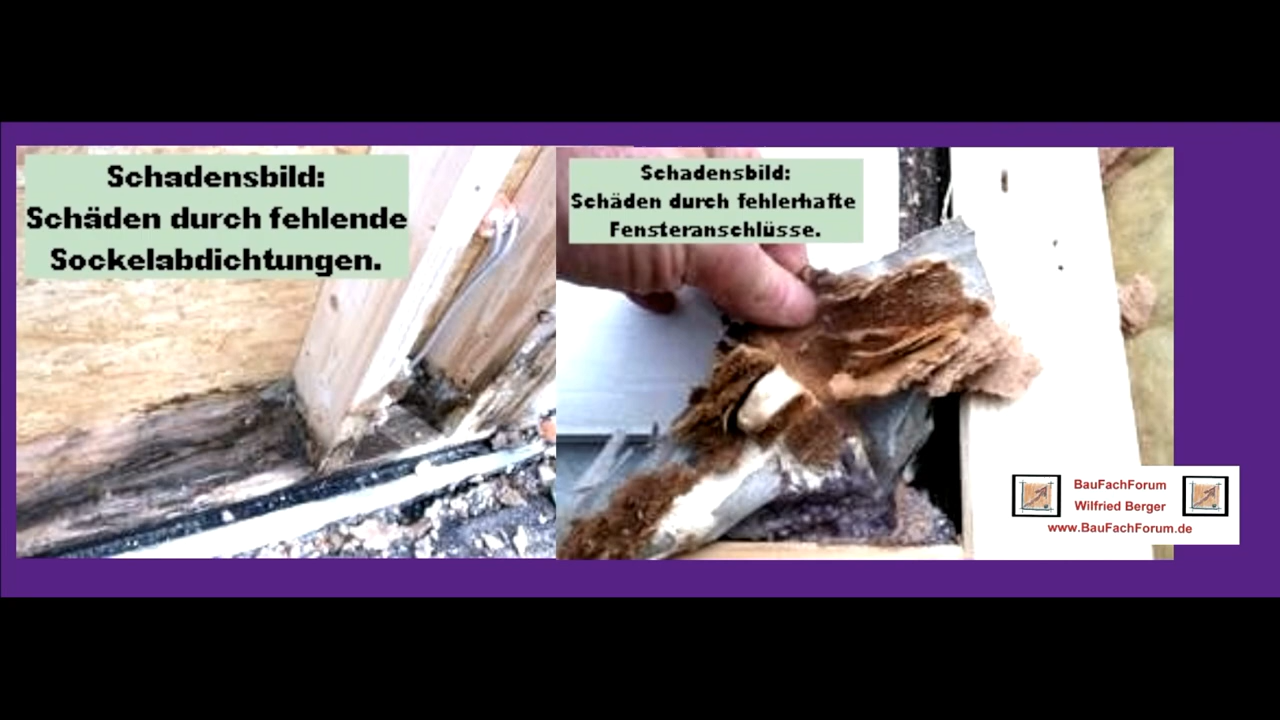 Schadensbild:
Schäden durch fehlende
Sockelabdichtungen.
Schadensbild:
Schäden durch fehlerhafte
Fensteranschlüsse.
BauFachForum
Wilfried Berger
www.BauFachForum.de